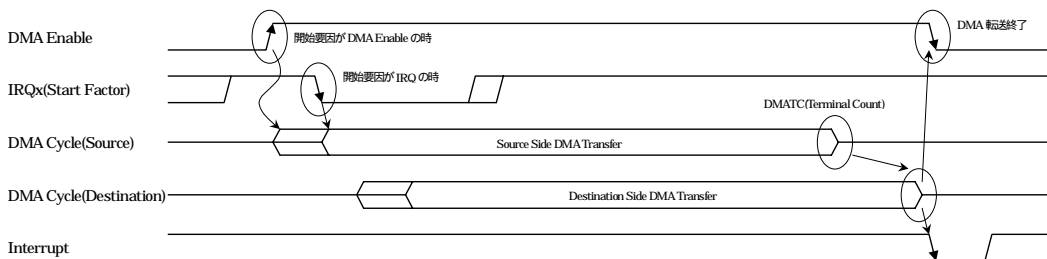 DMA Enable
開始要因が DMA Enable の時
DMA 転送終了
IRQx(Start Factor)
開始要因が IRQ の時
DMATC(Terminal Count)
DMA Cycle(Source)
Source Side DMA Transfer
DMA Cycle(Destination)
Destination Side DMA Transfer
Interrupt